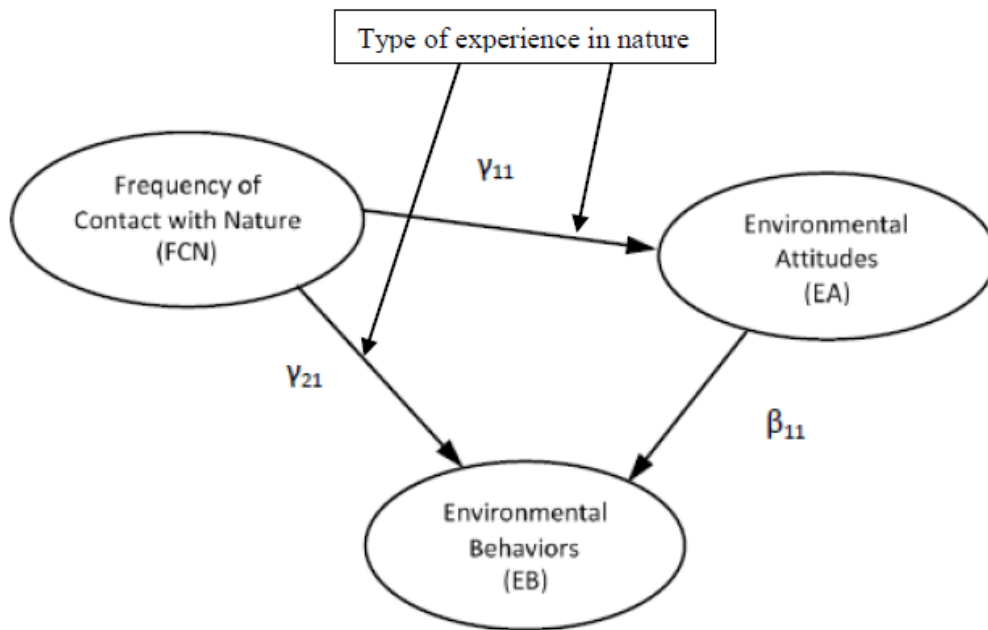 Type of experience in nature
γ11
Frequency of
Contact with Nature
(FCN)
Environmental
Attitudes
(EA)
γ21
β11
Environmental
Behaviors
(EB)